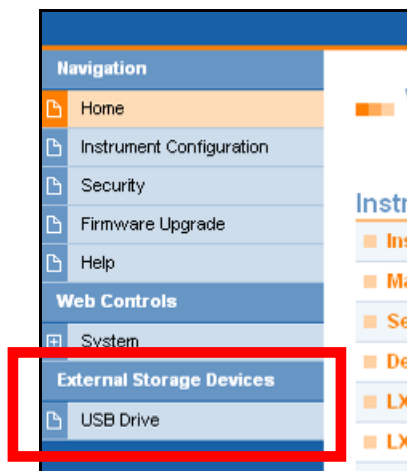 Navigation
Home
Instrument Configuration
Security
Firmware Upgrade
Help
Web Controls
System
External Storage Devices
USB Drive